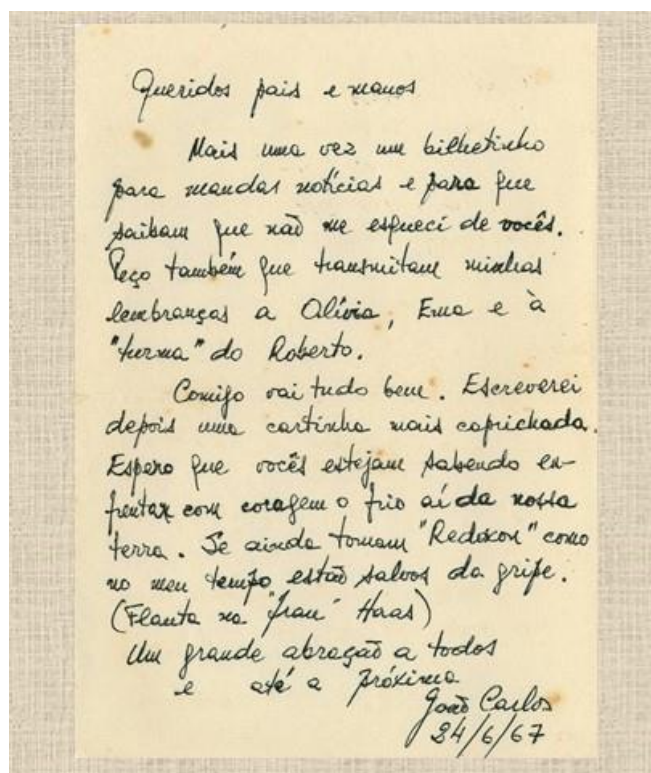 Queridos pais e manos
Mais uma vez um bilhetinho
para mandar notícias e para que
saibam que não me esqueci de vocês.
Peço também que transmitam minhas
lembranças a Alívia, Ema e à
"turma" do Roberto.
Comigo vai tudo bem. Escreverei
depois uma cartinha mais caprichada.
Espero que vocês estejam sabendo en-
frentar com coragem o frio aí da nossa
terra. Se ainda tomam "Redoxon" como
no meu tempo estão salvos da gripe.
(Flauta na "frau" Haas)
Um grande abração a todos
e até a próxima
João Carlos
24/6/67